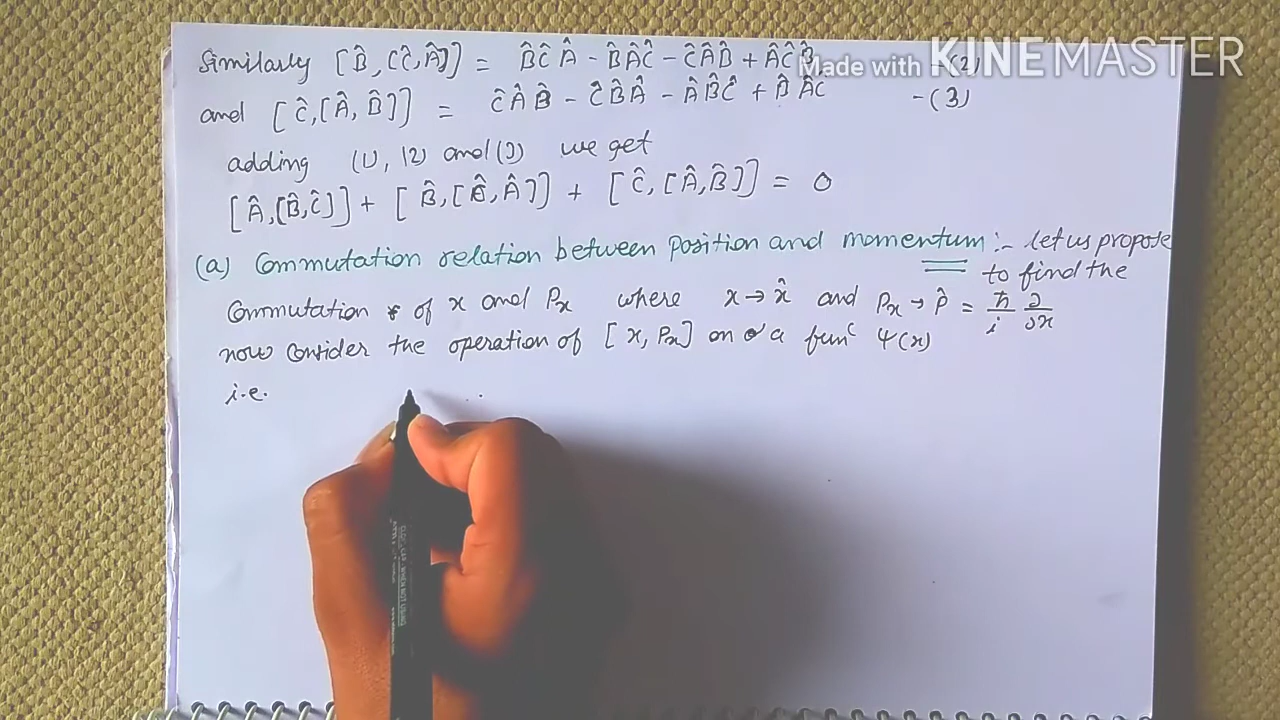 Similarly [B̂, [Ĉ, Â]] = B̂ĈÂ - B̂ÂĈ - ĈÂB̂ + ÂĈB̂ -(2)
Made with KINEMASTER
and [Ĉ, [Â, B̂]] = ĈÂB̂ - ĈB̂Â - ÂB̂Ĉ + B̂ÂĈ -(3)
adding (1), (2) and (3) we get
[Â, [B̂, Ĉ]] + [B̂, [Ĉ, Â]] + [Ĉ, [Â, B̂]] = 0
(a) Commutation relation between position and momentum :- let us propose
to find the
Commutation of x and Px where x → x̂ and Px → P̂ = ħ/i ∂/∂x
now Consider the operation of [x, Px] on a funᶜ Ψ(x)
i.e.